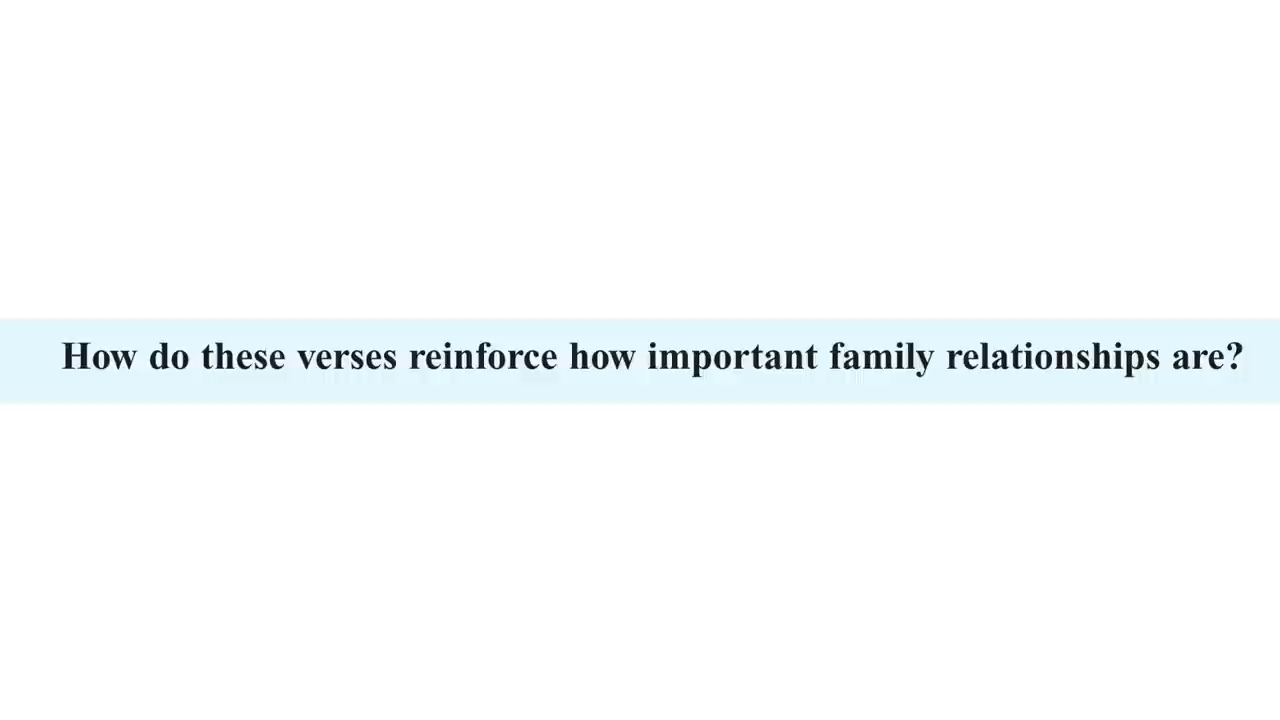 How do these verses reinforce how important family relationships are?